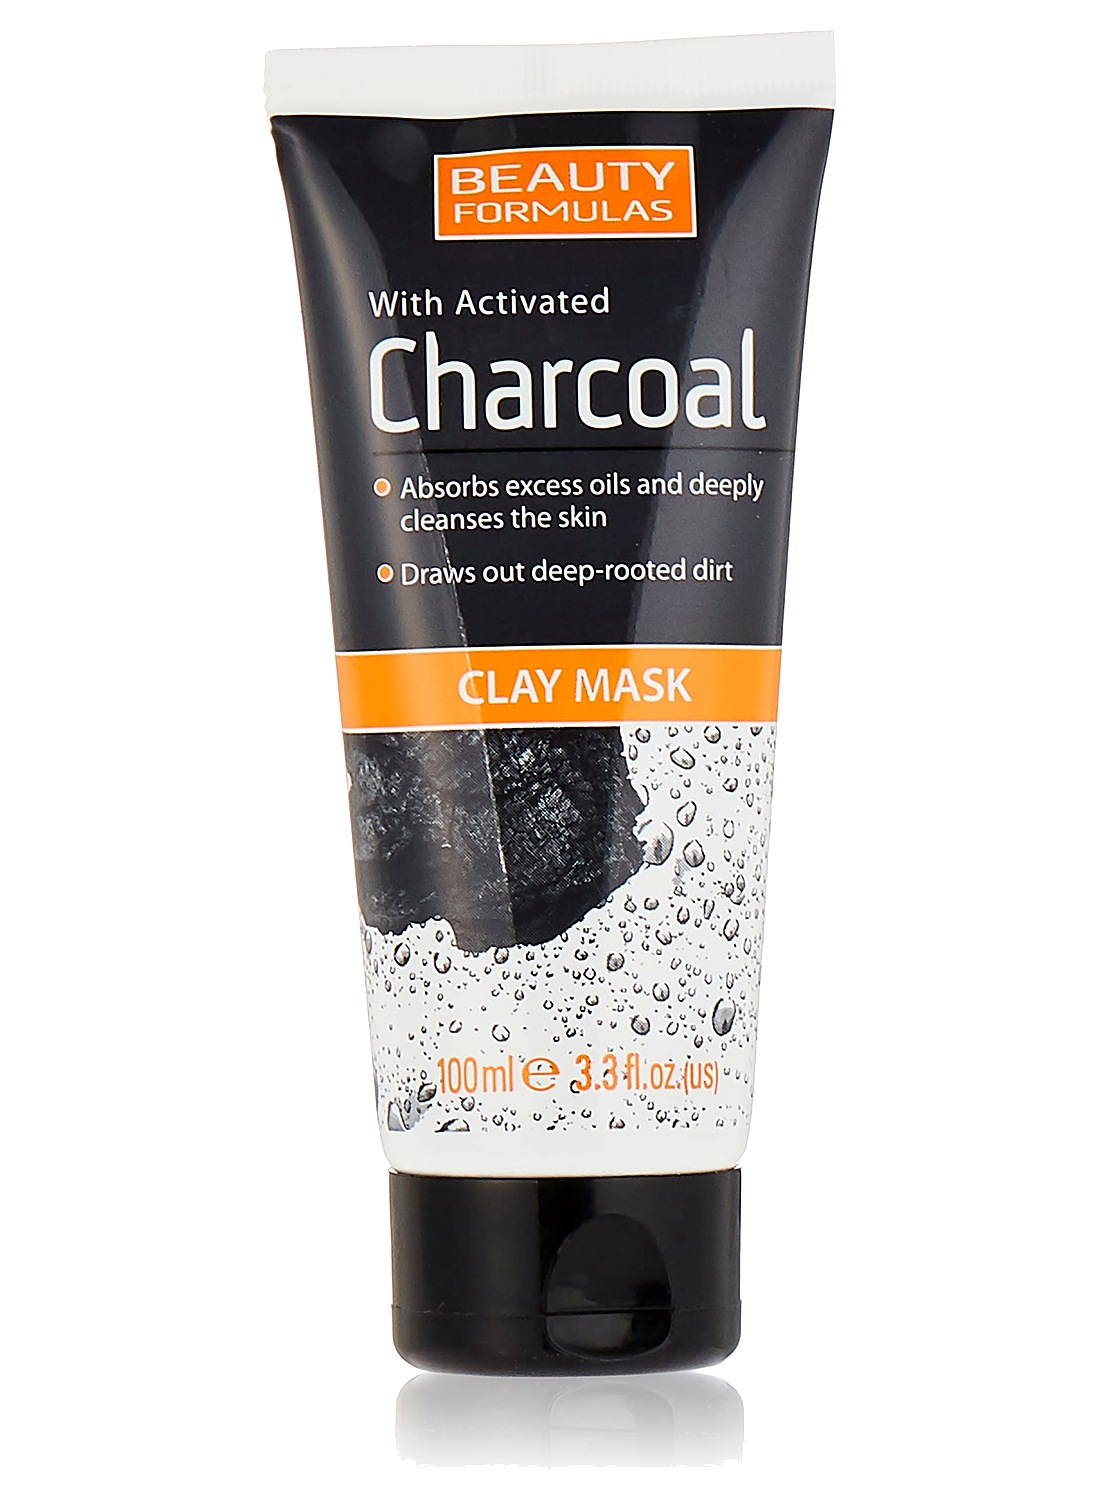 BEAUTY
FORMULAS
With Activated
Charcoal
Absorbs excess oils and deeply
cleanses the skin
Draws out deep-rooted dirt
CLAY MASK
100ml e 3.3 fl.oz.(us)